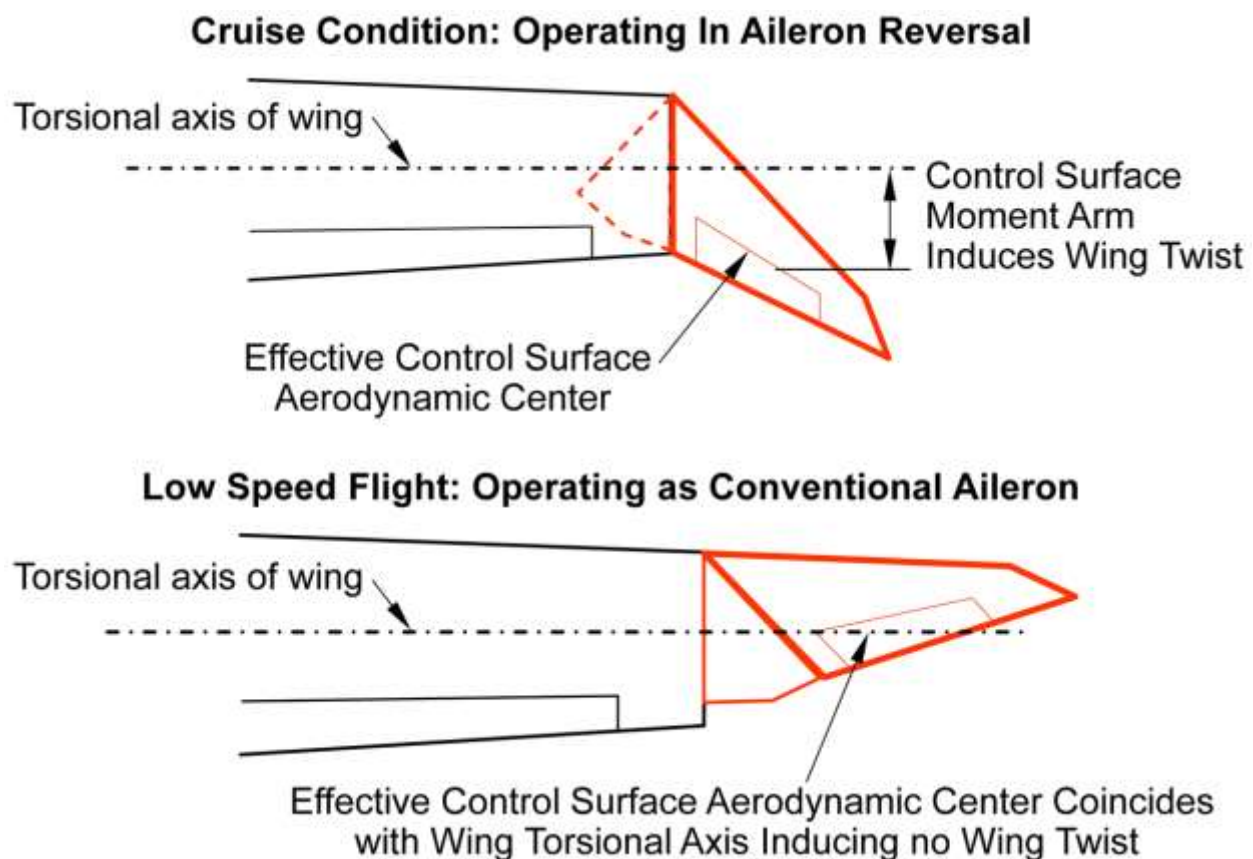 Cruise Condition: Operating In Aileron Reversal
Torsional axis of wing
Control Surface
Moment Arm
Induces Wing Twist
Effective Control Surface
Aerodynamic Center
Low Speed Flight: Operating as Conventional Aileron
Torsional axis of wing
Effective Control Surface Aerodynamic Center Coincides
with Wing Torsional Axis Inducing no Wing Twist